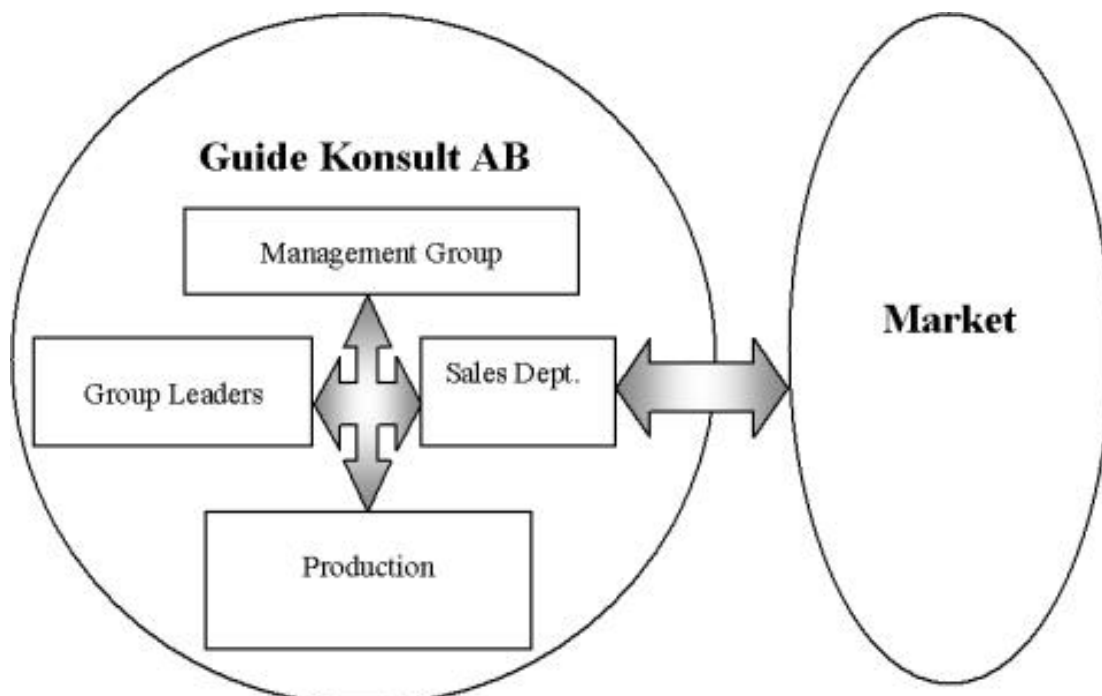 Guide Konsult AB
Management Group
Group Leaders
Sales Dept.
Production
Market